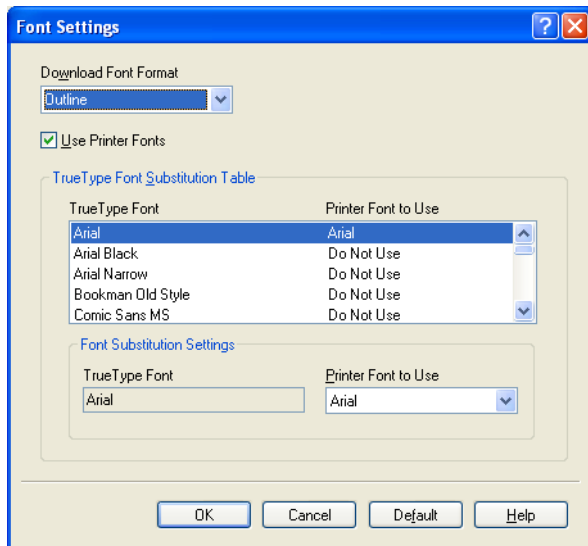 Font Settings
Download Font Format
Outline
Use Printer Fonts
TrueType Font Substitution Table
TrueType Font Printer Font to Use
Arial Arial
Arial Black Do Not Use
Arial Narrow Do Not Use
Bookman Old Style Do Not Use
Comic Sans MS Do Not Use
Font Substitution Settings
TrueType Font Printer Font to Use
Arial Arial
OK Cancel Default Help